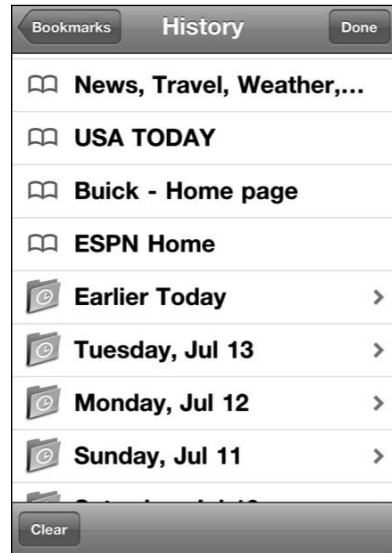 Bookmarks
History
Done
News, Travel, Weather,...
USA TODAY
Buick - Home page
ESPN Home
Earlier Today
Tuesday, Jul 13
Monday, Jul 12
Sunday, Jul 11
Clear